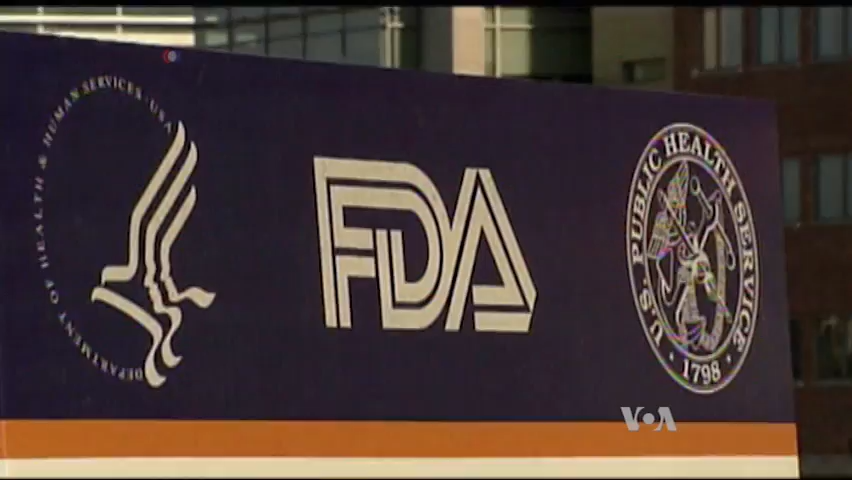 DEPARTMENT OF HEALTH & HUMAN SERVICES · USA
FDA
U.S. PUBLIC HEALTH SERVICE
· 1798 ·
VOA